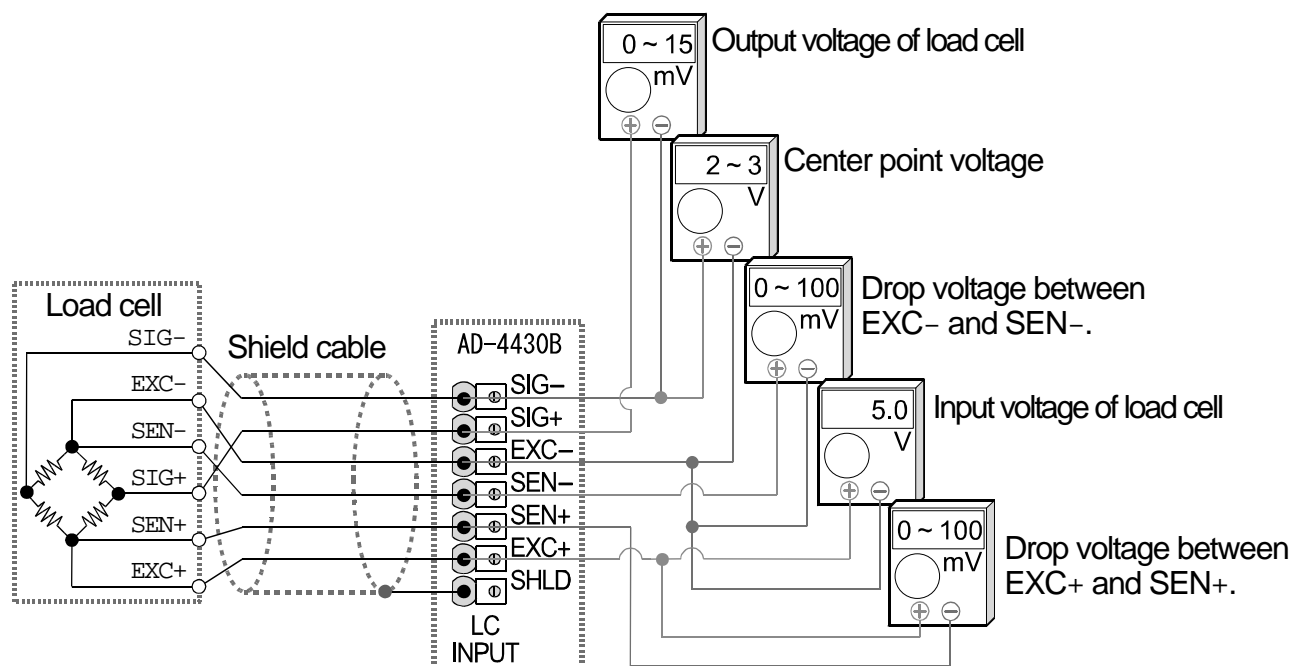 0 ~ 15
mV
Output voltage of load cell
2 ~ 3
V
Center point voltage
0 ~ 100
mV
Drop voltage between
EXC− and SEN−.
5.0
V
Input voltage of load cell
0 ~ 100
mV
Drop voltage between
EXC+ and SEN+.
Load cell
SIG-
EXC-
SEN-
SIG+
SEN+
EXC+
Shield cable
AD-4430B
SIG−
SIG+
EXC−
SEN−
SEN+
EXC+
SHLD
LC
INPUT